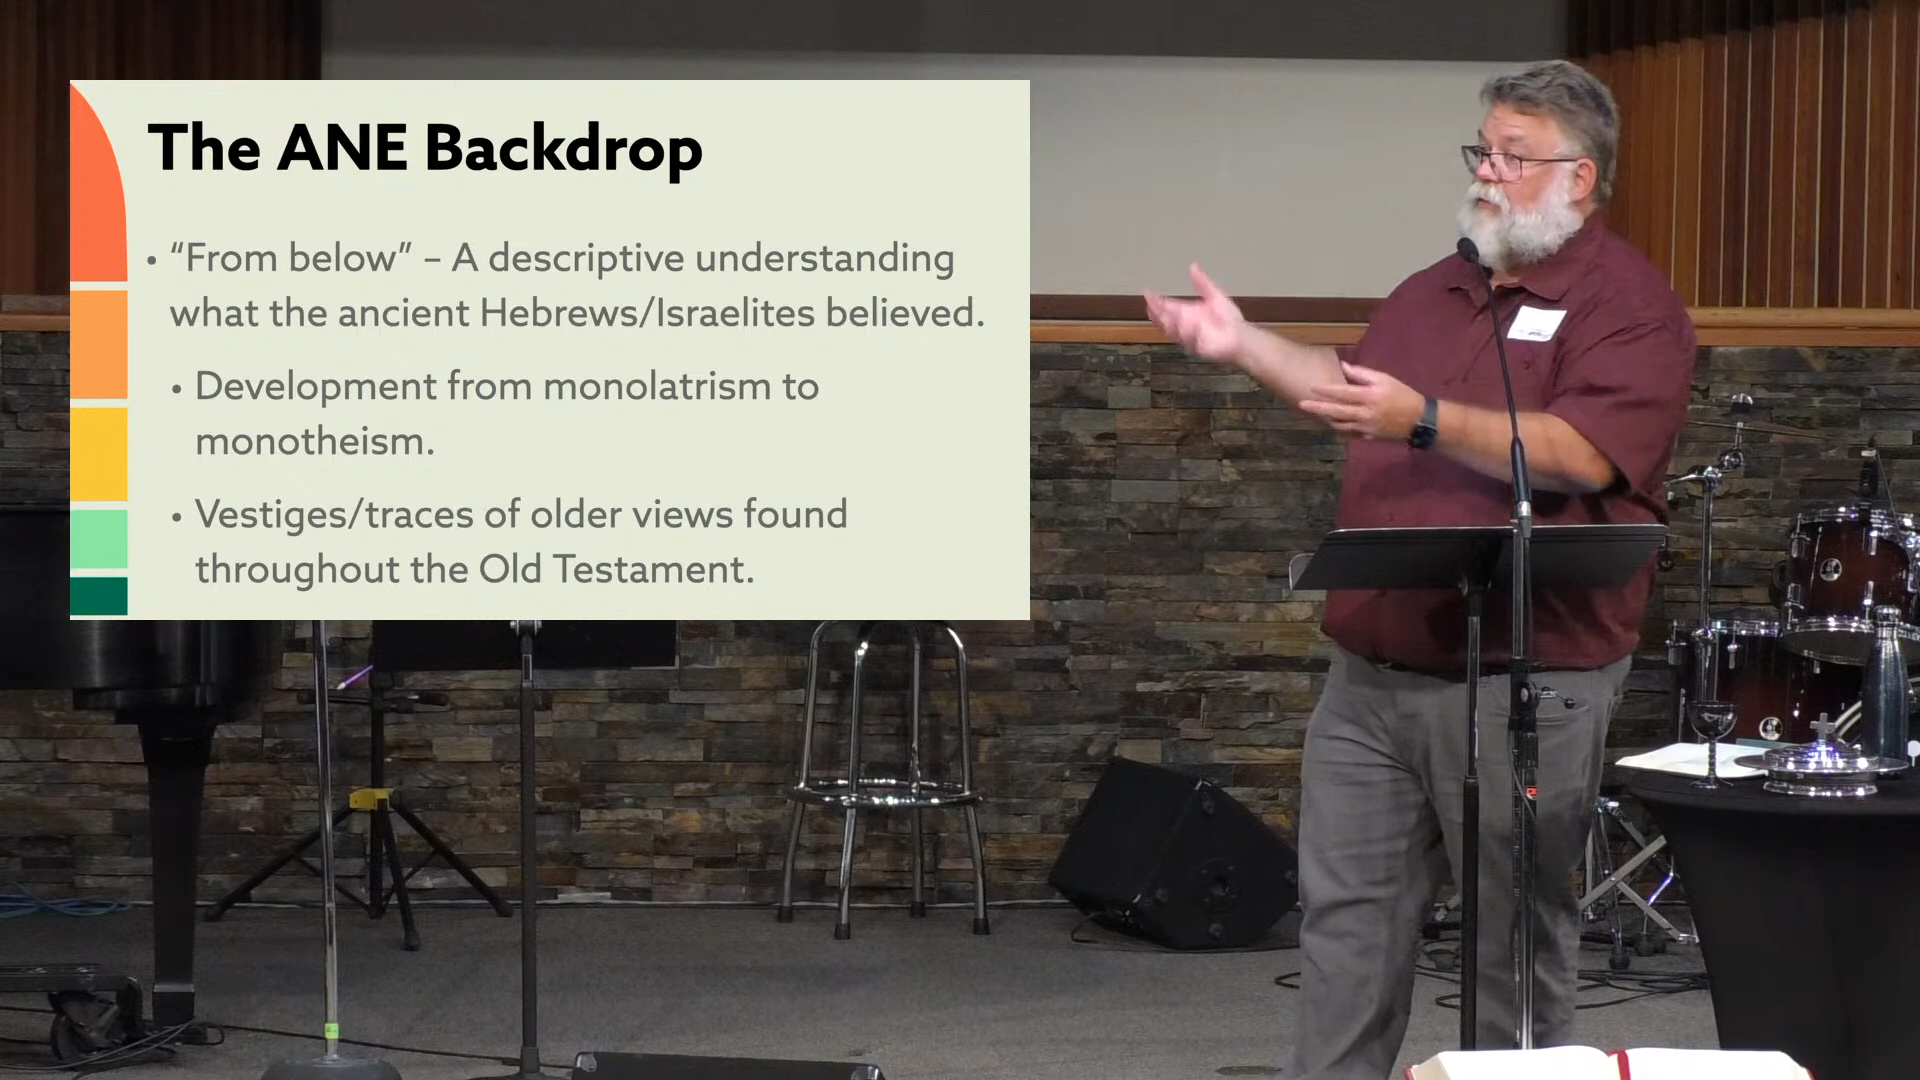 The ANE Backdrop
• “From below” – A descriptive understanding
what the ancient Hebrews/Israelites believed.
• Development from monolatrism to
monotheism.
• Vestiges/traces of older views found
throughout the Old Testament.